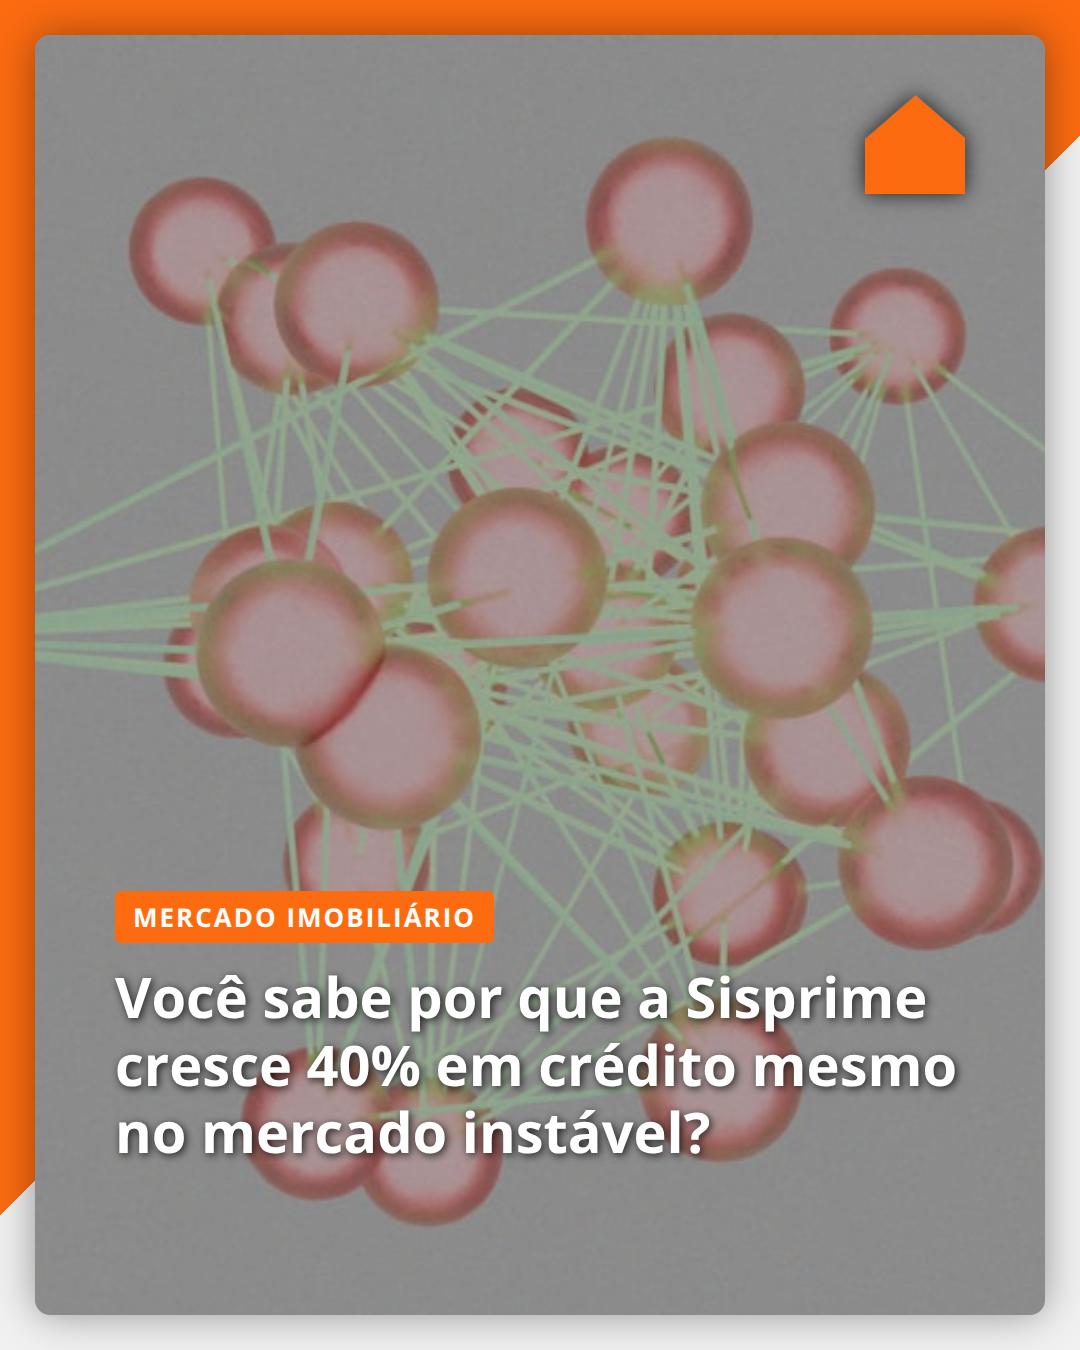 MERCADO IMOBILIÁRIO
Você sabe por que a Sisprime
cresce 40% em crédito mesmo
no mercado instável?